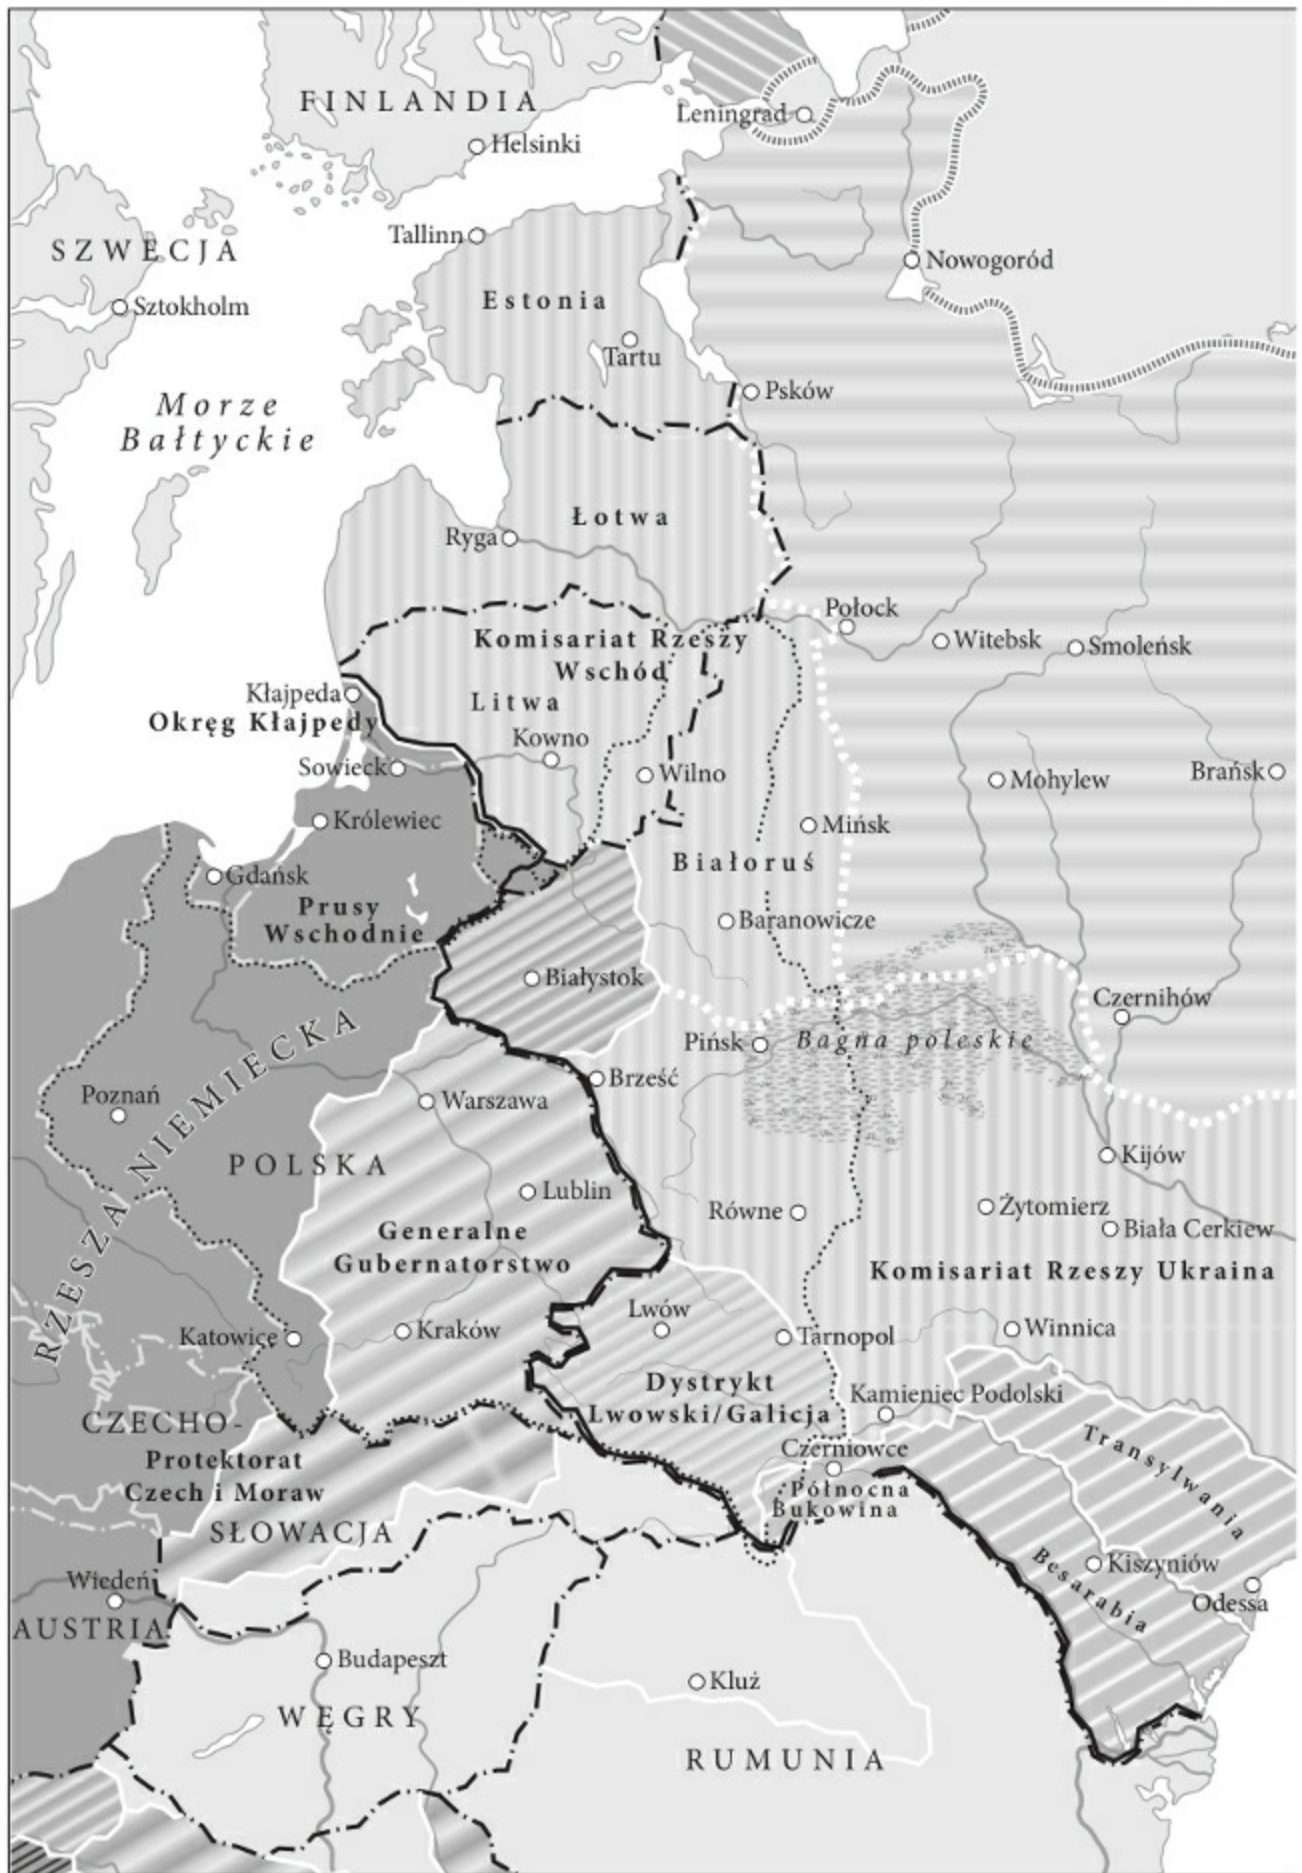 FINLANDIA
Leningrad
Helsinki
Tallinn
SZWECJA
Nowogoród
Estonia
Sztokholm
Tartu
Psków
Morze
Bałtyckie
Łotwa
Ryga
Połock
Komisariat Rzeszy
Wschód
Witebsk
Smoleńsk
Kłajpeda
Okręg Kłajpedy
Litwa
Kowno
Sowieck
Wilno
Mohylew
Brańsk
Królewiec
Mińsk
Białoruś
Gdańsk
Prusy
Wschodnie
Baranowicze
Białystok
Czernihów
Pińsk
Bagna poleskie
Brześć
Poznań
Warszawa
RZESZA NIEMIECKA
POLSKA
Kijów
Lublin
Równe
Żytomierz
Biała Cerkiew
Generalne
Gubernatorstwo
Komisariat Rzeszy Ukraina
Lwów
Katowice
Kraków
Tarnopol
Winnica
Dystrykt
Lwowski/Galicja
Kamieniec Podolski
CZECHO-
Protektorat
Czech i Moraw
SŁOWACJA
Czerniowce
Północna
Bukowina
Transylwania
Besarabia
Kiszyniów
Odessa
Wiedeń
AUSTRIA
Budapeszt
Kluż
WĘGRY
RUMUNIA